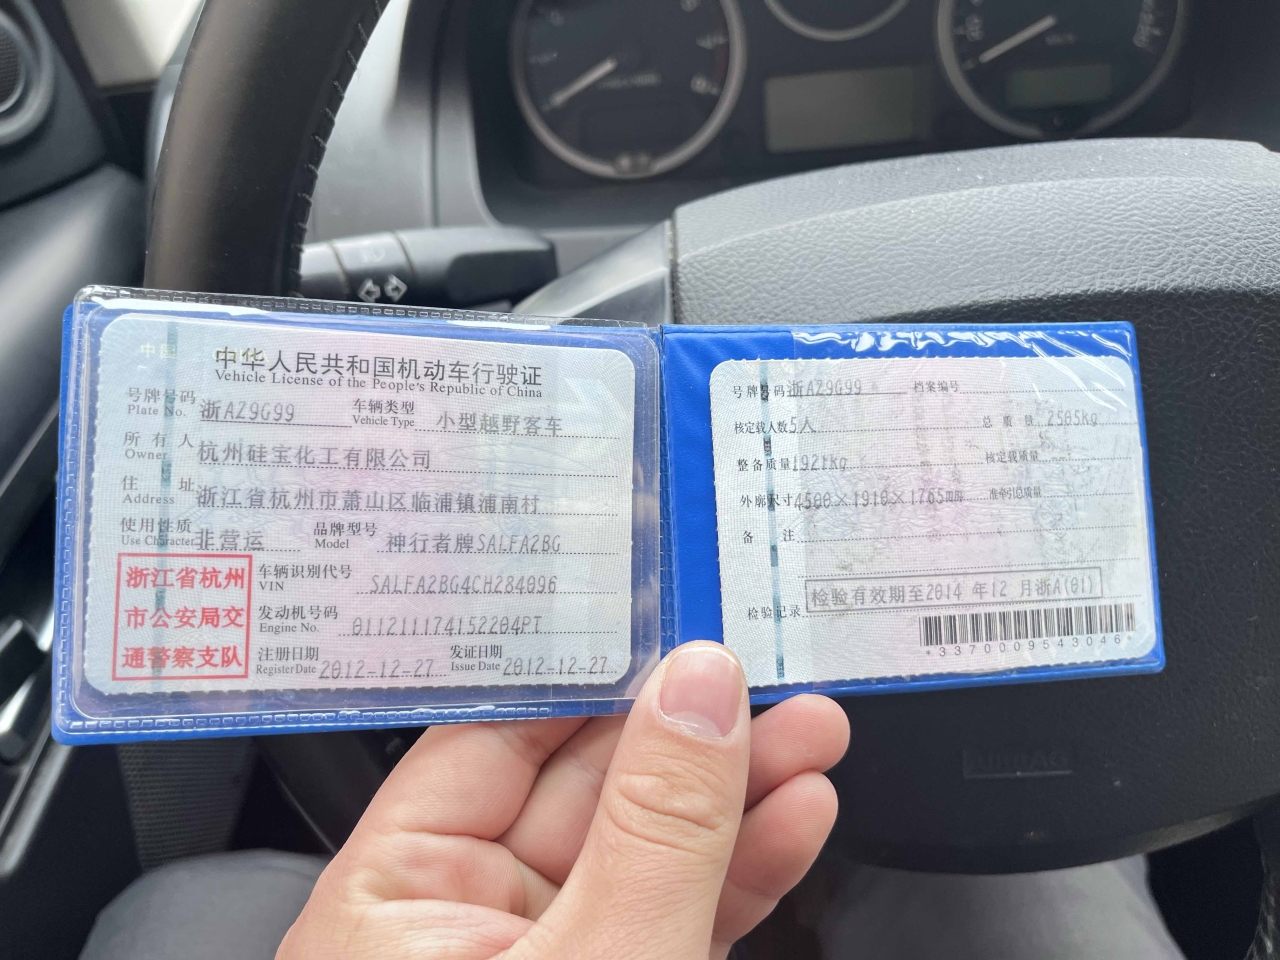 中华人民共和国机动车行驶证
Vehicle License of the People's Republic of China
号牌号码 浙AZ9G99 车辆类型 小型越野客车
Plate No. Vehicle Type
所有人 杭州硅宝化工有限公司
Owner
住址 浙江省杭州市萧山区临浦镇浦南村
Address
使用性质 非营运 品牌型号 神行者牌SALFA2BG
Use Character Model
车辆识别代号 SALFA2BG4CH284096
VIN
发动机号码 011211174152204PT
Engine No.
注册日期 2012-12-27 发证日期 2012-12-27
Register Date Issue Date
浙江省杭州
市公安局交
通警察支队
号牌号码 浙AZ9G99 档案编号
核定载人数 5人 总质量 2505kg
整备质量 1921kg 核定载质量
外廓尺寸 4500×1910×1765mm 准牵引总质量
备注
检验记录 检验有效期至2014年12月浙A(01)
*3370009543046*
AIRBAG